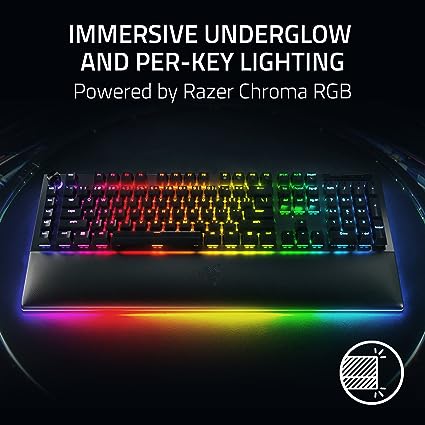 IMMERSIVE UNDERGLOW
AND PER-KEY LIGHTING
Powered by Razer Chroma RGB